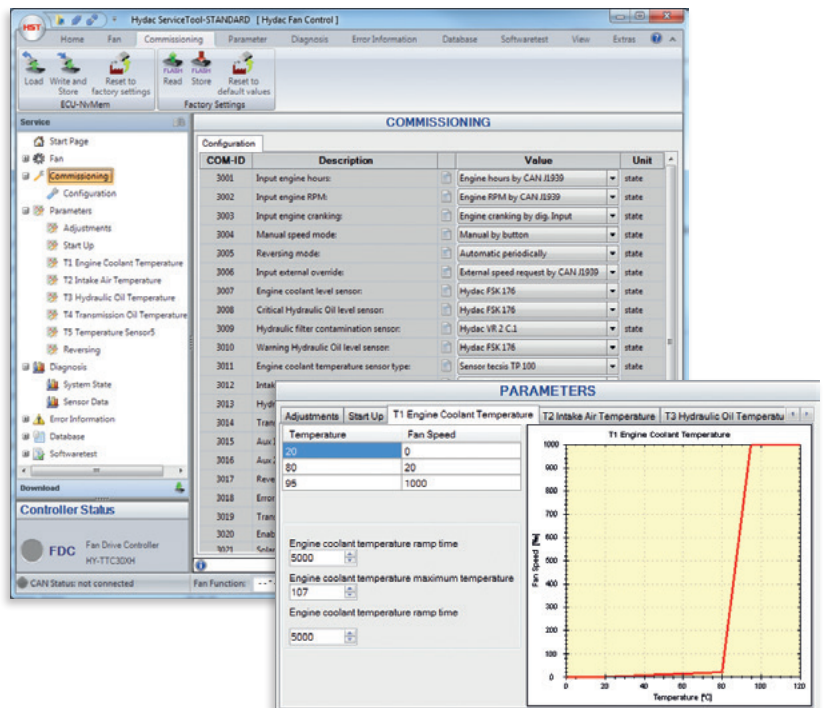 Hydac ServiceTool-STANDARD [ Hydac Fan Control ]
HST
Home Fan Commissioning Parameter Diagnosis Error Information Database Softwaretest View Extras
Load Write and Store Reset to factory settings
ECU-NvMem
FLASH Read FLASH Store Reset to default values
Factory Settings
Service
Start Page
Fan
Commissioning
Configuration
Parameters
Adjustments
Start Up
T1 Engine Coolant Temperature
T2 Intake Air Temperature
T3 Hydraulic Oil Temperature
T4 Transmission Oil Temperature
T5 Temperature Sensor5
Reversing
Diagnosis
System State
Sensor Data
Error Information
Database
Softwaretest
Download
Controller Status
FDC Fan Drive Controller
HY-TTC30XH
CAN Status: not connected
Fan Function: --*
COMMISSIONING
Configuration
COM-ID Description Value Unit
3001 Input engine hours: Engine hours by CAN J1939 state
3002 Input engine RPM: Engine RPM by CAN J1939 state
3003 Input engine cranking: Engine cranking by dig. Input state
3004 Manual speed mode: Manual by button state
3005 Reversing mode: Automatic periodically state
3006 Input external override: External speed request by CAN J1939 state
3007 Engine coolant level sensor: Hydac FSK 176 state
3008 Critical Hydraulic Oil level sensor: Hydac FSK 176 state
3009 Hydraulic filter contamination sensor: Hydac VR 2 C.1 state
3010 Warning Hydraulic Oil level sensor: Hydac FSK 176 state
3011 Engine coolant temperature sensor type: Sensor tecsis TP 100 state
3012 Intak
3013 Hydr
3014 Tran
3015 Aux
3016 Aux
3017 Reve
3018 Error
3019 Tran
3020 Enab
3021
PARAMETERS
Adjustments Start Up T1 Engine Coolant Temperature T2 Intake Air Temperature T3 Hydraulic Oil Temperatu
Temperature Fan Speed
20 0
80 20
95 1000
Engine coolant temperature ramp time
5000
Engine coolant temperature maximum temperature
107
Engine coolant temperature ramp time
5000
T1 Engine Coolant Temperature
Fan Speed [‰]
1000
900
800
700
600
500
400
300
200
100
0
0 20 40 60 80 100 120
Temperature [°C]